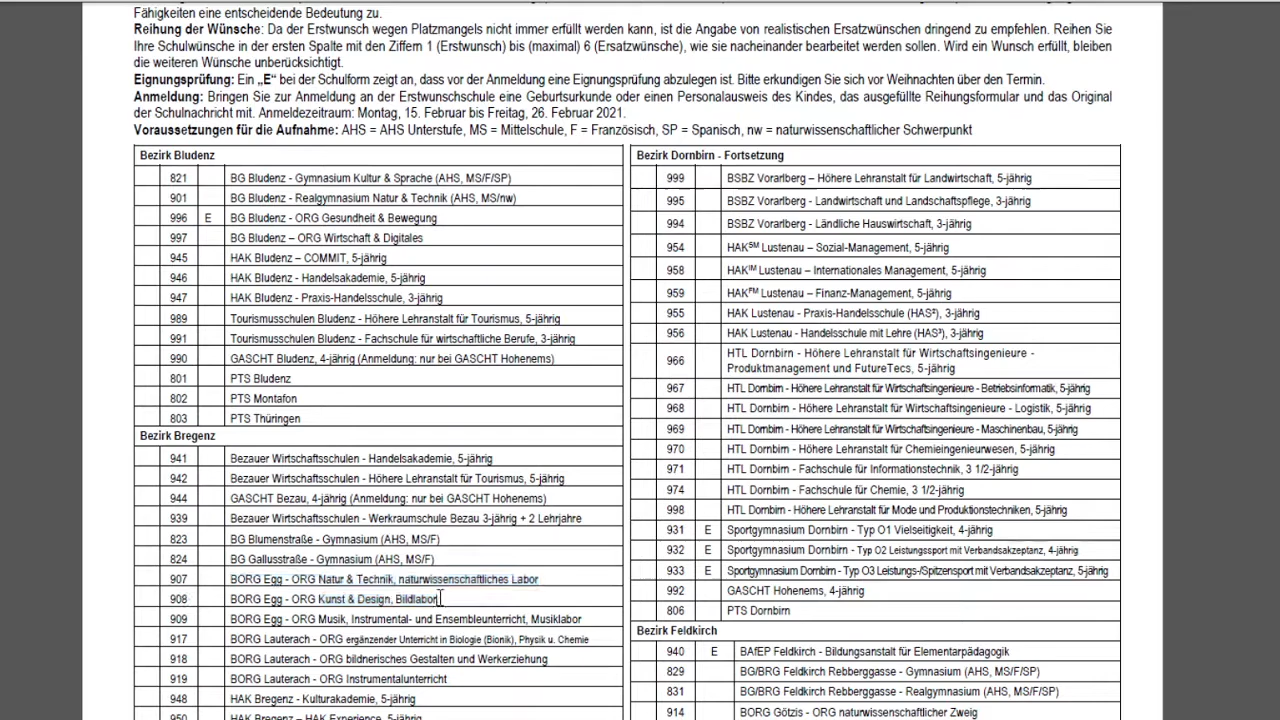 Fähigkeiten eine entscheidende Bedeutung zu.
Reihung der Wünsche: Da der Erstwunsch wegen Platzmangels nicht immer erfüllt werden kann, ist die Angabe von realistischen Ersatzwünschen dringend zu empfehlen. Reihen Sie
Ihre Schulwünsche in der ersten Spalte mit den Ziffern 1 (Erstwunsch) bis (maximal) 6 (Ersatzwünsche), wie sie nacheinander bearbeitet werden sollen. Wird ein Wunsch erfüllt, bleiben
die weiteren Wünsche unberücksichtigt.
Eignungsprüfung: Ein „E“ bei der Schulform zeigt an, dass vor der Anmeldung eine Eignungsprüfung abzulegen ist. Bitte erkundigen Sie sich vor Weihnachten über den Termin.
Anmeldung: Bringen Sie zur Anmeldung an der Erstwunschschule eine Geburtsurkunde oder einen Personalausweis des Kindes, das ausgefüllte Reihungsformular und das Original
der Schulnachricht mit. Anmeldezeitraum: Montag, 15. Februar bis Freitag, 26. Februar 2021.
Voraussetzungen für die Aufnahme: AHS = AHS Unterstufe, MS = Mittelschule, F = Französisch, SP = Spanisch, nw = naturwissenschaftlicher Schwerpunkt
Bezirk Bludenz
821 BG Bludenz - Gymnasium Kultur & Sprache (AHS, MS/F/SP)
901 BG Bludenz - Realgymnasium Natur & Technik (AHS, MS/nw)
996 E BG Bludenz - ORG Gesundheit & Bewegung
997 BG Bludenz – ORG Wirtschaft & Digitales
945 HAK Bludenz – COMMIT, 5-jährig
946 HAK Bludenz - Handelsakademie, 5-jährig
947 HAK Bludenz - Praxis-Handelsschule, 3-jährig
989 Tourismusschulen Bludenz - Höhere Lehranstalt für Tourismus, 5-jährig
991 Tourismusschulen Bludenz - Fachschule für wirtschaftliche Berufe, 3-jährig
990 GASCHT Bludenz, 4-jährig (Anmeldung: nur bei GASCHT Hohenems)
801 PTS Bludenz
802 PTS Montafon
803 PTS Thüringen
Bezirk Bregenz
941 Bezauer Wirtschaftsschulen - Handelsakademie, 5-jährig
942 Bezauer Wirtschaftsschulen - Höhere Lehranstalt für Tourismus, 5-jährig
944 GASCHT Bezau, 4-jährig (Anmeldung: nur bei GASCHT Hohenems)
939 Bezauer Wirtschaftsschulen - Werkraumschule Bezau 3-jährig + 2 Lehrjahre
823 BG Blumenstraße - Gymnasium (AHS, MS/F)
824 BG Gallusstraße - Gymnasium (AHS, MS/F)
907 BORG Egg - ORG Natur & Technik, naturwissenschaftliches Labor
908 BORG Egg - ORG Kunst & Design, Bildlabor
909 BORG Egg - ORG Musik, Instrumental- und Ensembleunterricht, Musiklabor
917 BORG Lauterach - ORG ergänzender Unterricht in Biologie (Bionik), Physik u. Chemie
918 BORG Lauterach - ORG bildnerisches Gestalten und Werkerziehung
919 BORG Lauterach - ORG Instrumentalunterricht
948 HAK Bregenz - Kulturakademie, 5-jährig
950 HAK Bregenz – HAK Experience, 5-jährig
Bezirk Dornbirn - Fortsetzung
999 BSBZ Vorarlberg – Höhere Lehranstalt für Landwirtschaft, 5-jährig
995 BSBZ Vorarlberg - Landwirtschaft und Landschaftspflege, 3-jährig
994 BSBZ Vorarlberg - Ländliche Hauswirtschaft, 3-jährig
954 HAKSM Lustenau – Sozial-Management, 5-jährig
958 HAKIM Lustenau – Internationales Management, 5-jährig
959 HAKFM Lustenau – Finanz-Management, 5-jährig
955 HAK Lustenau - Praxis-Handelsschule (HAS²), 3-jährig
956 HAK Lustenau - Handelsschule mit Lehre (HAS³), 3-jährig
966 HTL Dornbirn - Höhere Lehranstalt für Wirtschaftsingenieure -
Produktmanagement und FutureTecs, 5-jährig
967 HTL Dornbirn - Höhere Lehranstalt für Wirtschaftsingenieure - Betriebsinformatik, 5-jährig
968 HTL Dornbirn - Höhere Lehranstalt für Wirtschaftsingenieure - Logistik, 5-jährig
969 HTL Dornbirn - Höhere Lehranstalt für Wirtschaftsingenieure - Maschinenbau, 5-jährig
970 HTL Dornbirn - Höhere Lehranstalt für Chemieingenieurwesen, 5-jährig
971 HTL Dornbirn - Fachschule für Informationstechnik, 3 1/2-jährig
974 HTL Dornbirn - Fachschule für Chemie, 3 1/2-jährig
998 HTL Dornbirn - Höhere Lehranstalt für Mode und Produktionstechniken, 5-jährig
931 E Sportgymnasium Dornbirn - Typ O1 Vielseitigkeit, 4-jährig
932 E Sportgymnasium Dornbirn - Typ O2 Leistungssport mit Verbandsakzeptanz, 4-jährig
933 E Sportgymnasium Dornbirn - Typ O3 Leistungs-/Spitzensport mit Verbandsakzeptanz, 5-jährig
992 GASCHT Hohenems, 4-jährig
806 PTS Dornbirn
Bezirk Feldkirch
940 E BAfEP Feldkirch - Bildungsanstalt für Elementarpädagogik
829 BG/BRG Feldkirch Rebberggasse - Gymnasium (AHS, MS/F/SP)
831 BG/BRG Feldkirch Rebberggasse - Realgymnasium (AHS, MS/F/SP)
914 BORG Götzis - ORG naturwissenschaftlicher Zweig